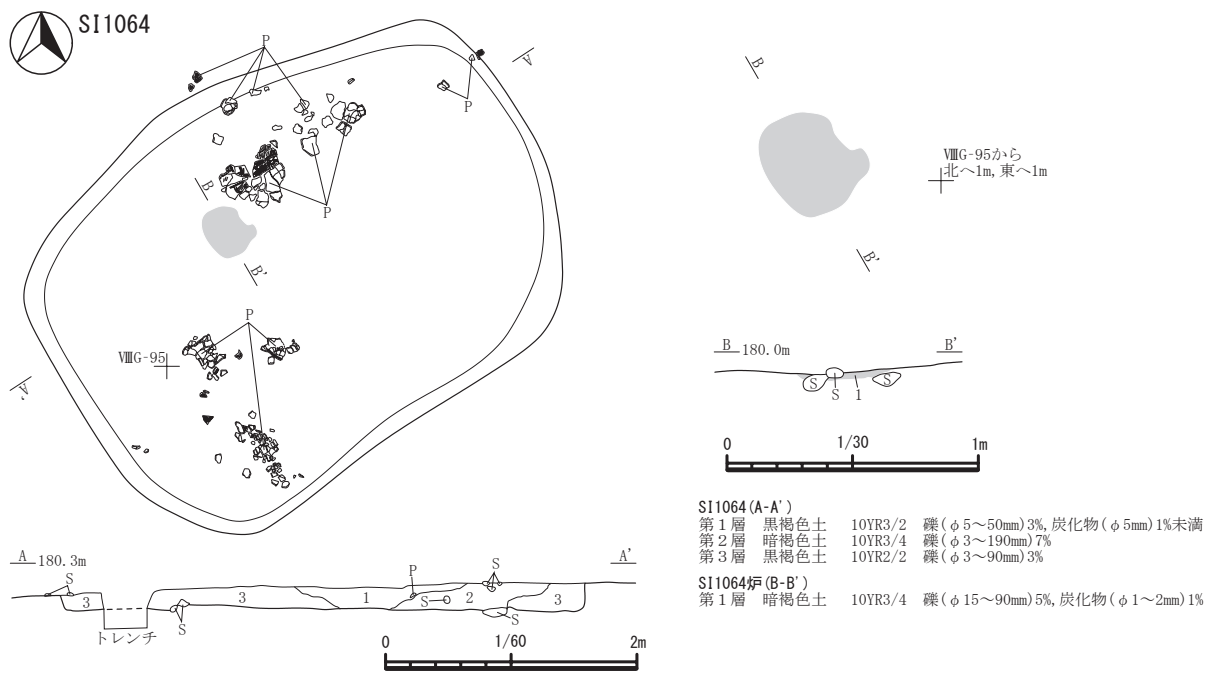 SI1064
P
A
P
B
P
B'
P
ⅧG-95
A'
B
ⅧG-95から
北へ1m, 東へ1m
B'
B 180.0m B'
S
S
1
S
0 1/30 1m
SI1064(A-A')
第1層 黒褐色土 10YR3/2 礫(φ5～50mm)3%, 炭化物(φ5mm)1%未満
第2層 暗褐色土 10YR3/4 礫(φ3～190mm)7%
第3層 黒褐色土 10YR2/2 礫(φ3～90mm)3%
SI1064炉(B-B')
第1層 暗褐色土 10YR3/4 礫(φ15～90mm)5%, 炭化物(φ1～2mm)1%
A 180.3m A'
S
P
S
3
3
1
S
2
3
S
S
トレンチ
0 1/60 2m